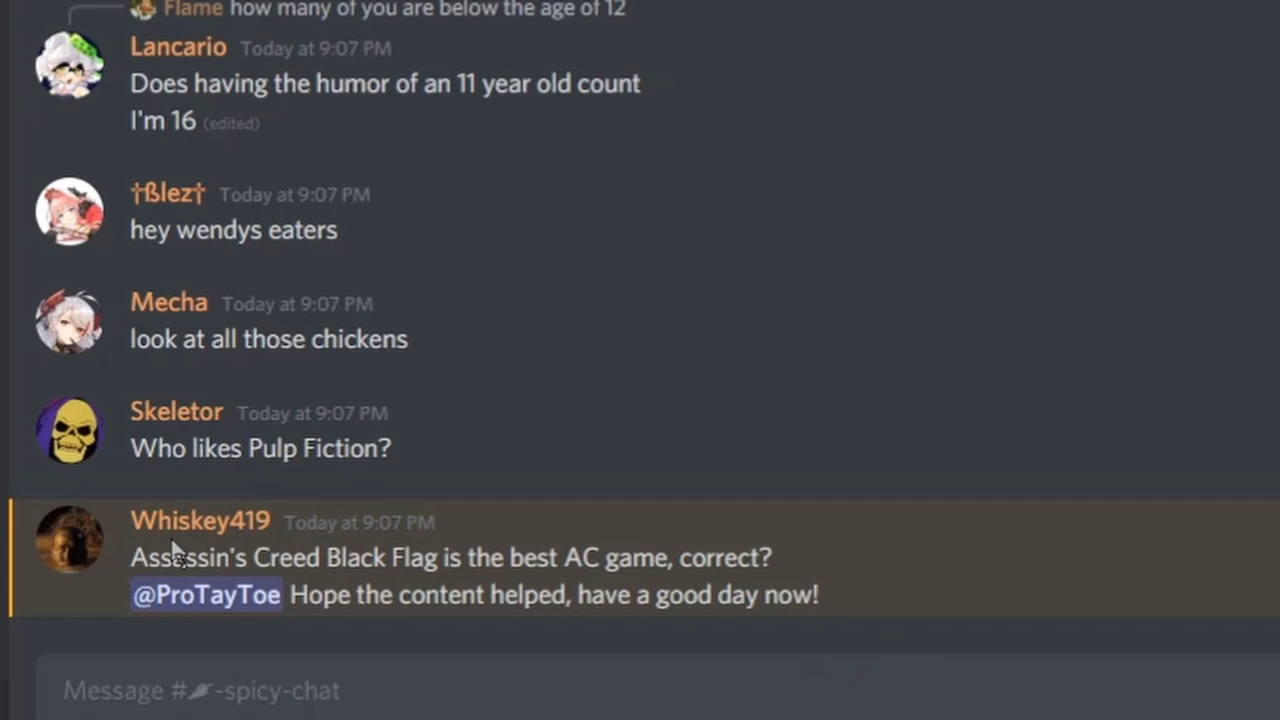 Flame how many of you are below the age of 12
Lancario Today at 9:07 PM
Does having the humor of an 11 year old count
I'm 16 (edited)
†ßlez† Today at 9:07 PM
hey wendys eaters
Mecha Today at 9:07 PM
look at all those chickens
Skeletor Today at 9:07 PM
Who likes Pulp Fiction?
Whiskey419 Today at 9:07 PM
Assassin's Creed Black Flag is the best AC game, correct?
@ProTayToe Hope the content helped, have a good day now!
Message #🌶-spicy-chat